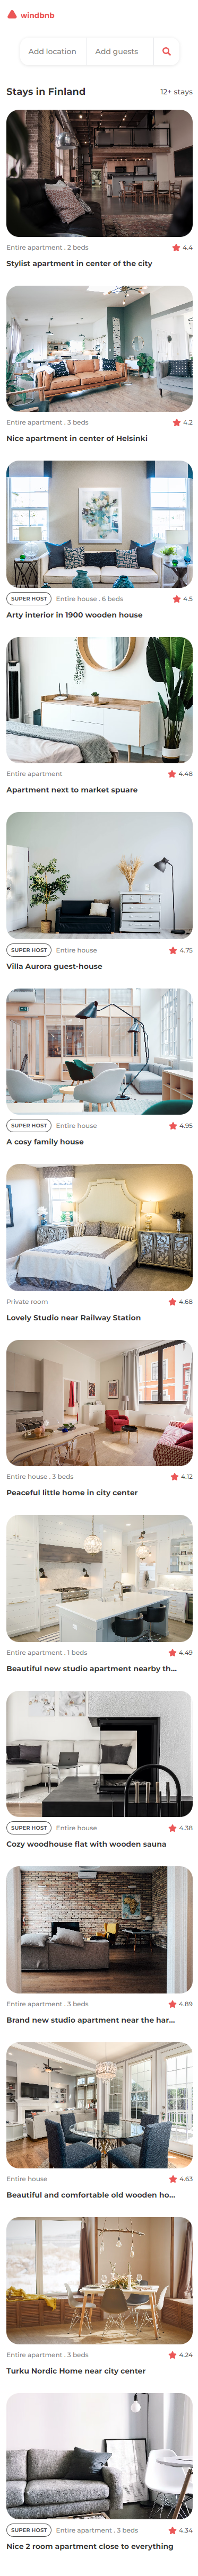 windbnb
Add location Add guests
Stays in Finland 12+ stays
Entire apartment . 2 beds 4.4
Stylist apartment in center of the city
Entire apartment . 3 beds 4.2
Nice apartment in center of Helsinki
SUPER HOST Entire house . 6 beds 4.5
Arty interior in 1900 wooden house
Entire apartment 4.48
Apartment next to market spuare
SUPER HOST Entire house 4.75
Villa Aurora guest-house
SUPER HOST Entire house 4.95
A cosy family house
Private room 4.68
Lovely Studio near Railway Station
Entire house . 3 beds 4.12
Peaceful little home in city center
Entire apartment . 1 beds 4.49
Beautiful new studio apartment nearby th...
SUPER HOST Entire house 4.38
Cozy woodhouse flat with wooden sauna
Entire apartment . 3 beds 4.89
Brand new studio apartment near the har...
Entire house 4.63
Beautiful and comfortable old wooden ho...
Entire apartment . 3 beds 4.24
Turku Nordic Home near city center
SUPER HOST Entire apartment . 3 beds 4.34
Nice 2 room apartment close to everything